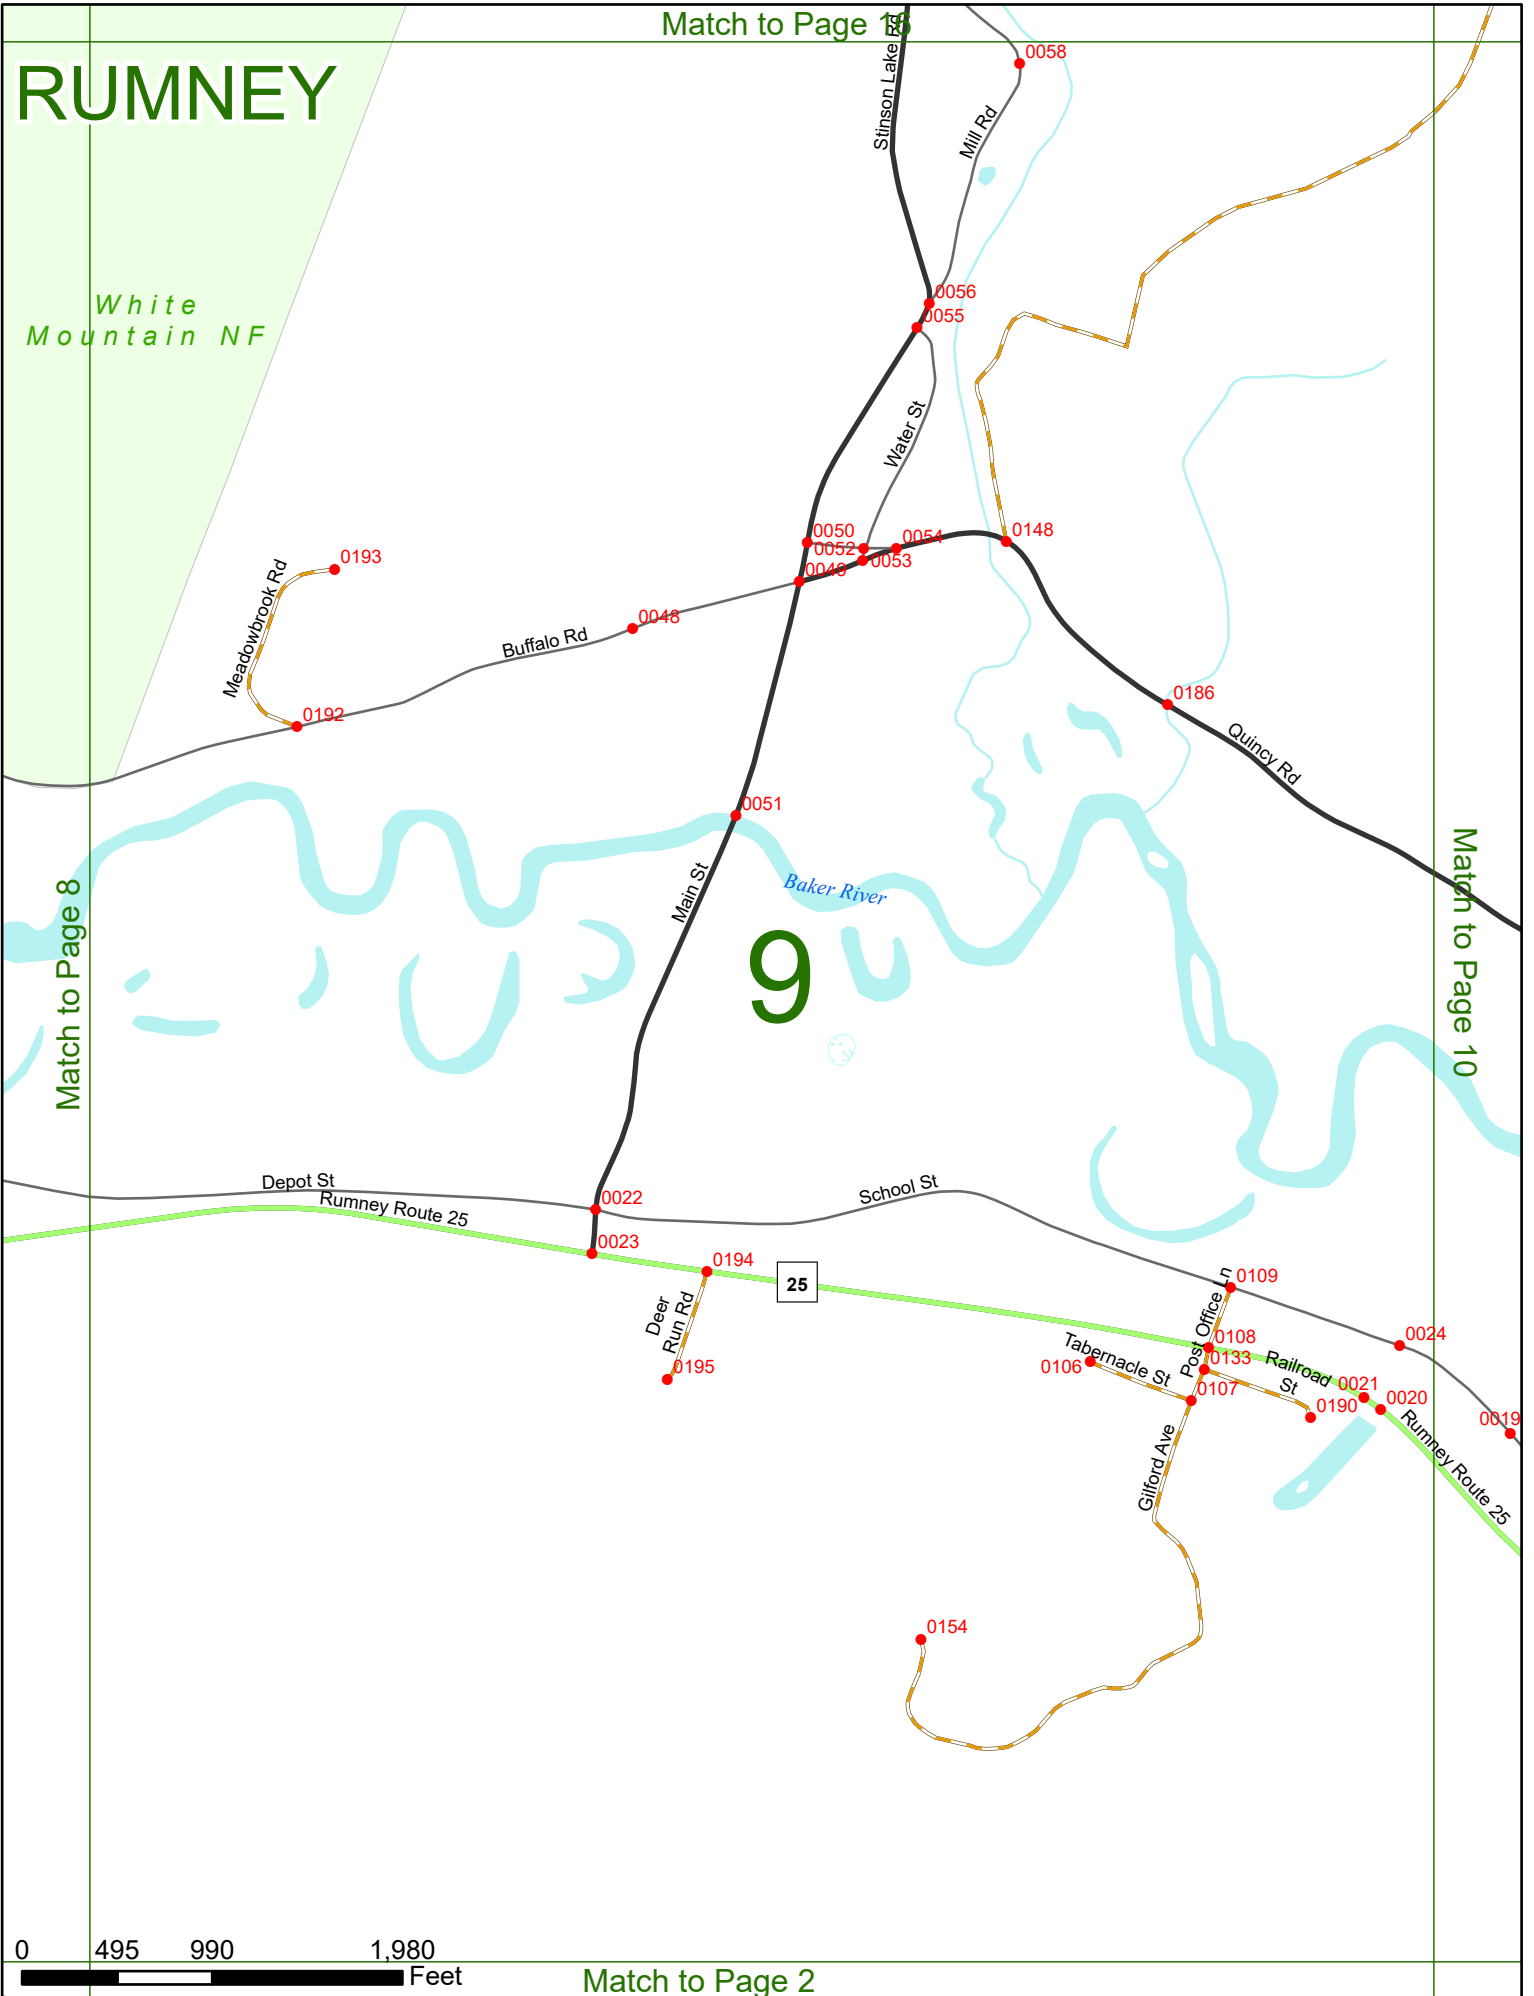 Match to Page 16
RUMNEY
Stinson Lake Rd
0058
Mill Rd
White
Mountain NF
0056
0055
Water St
0050
0052
0054
0148
0053
0049
0193
Meadowbrook Rd
0048
Buffalo Rd
0192
0186
Quincy Rd
0051
Main St
Baker River
Match to Page 8
9
Match to Page 10
Depot St
Rumney Route 25
0022
School St
0023
0194
25
Deer
Run Rd
0195
0109
Post Office Ln
0108
0024
Tabernacle St
0106
0133
Railroad
St
0107
0021
0020
0190
0019
Rumney Route 25
Gilford Ave
0154
0 495 990 1,980
Feet
Match to Page 2